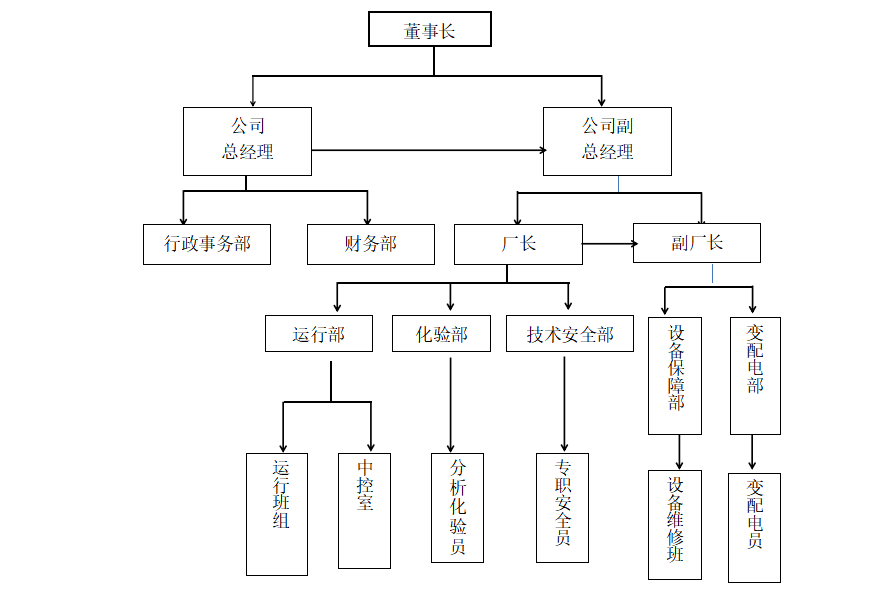 董事长
公司
总经理
公司副
总经理
行政事务部
财务部
厂长
副厂长
运行部
化验部
技术安全部
设备保障部
变配电部
运行班组
中控室
分析化验员
专职安全员
设备维修班
变配电员